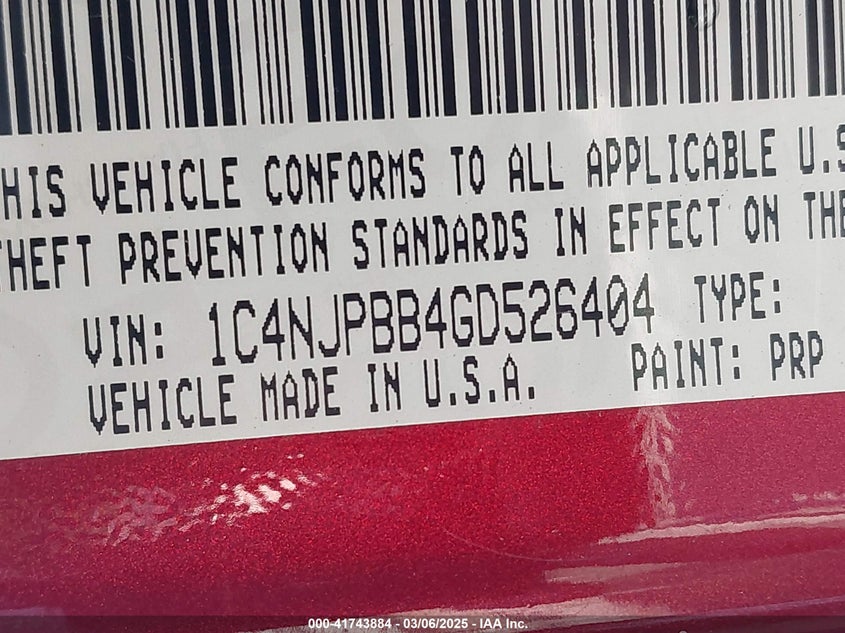 HIS VEHICLE CONFORMS TO ALL APPLICABLE U.S
THEFT PREVENTION STANDARDS IN EFFECT ON THE
VIN: 1C4NJPBB4GD526404 TYPE:
VEHICLE MADE IN U.S.A. PAINT: PRP
000-41743884 — 03/06/2025 — IAA Inc.